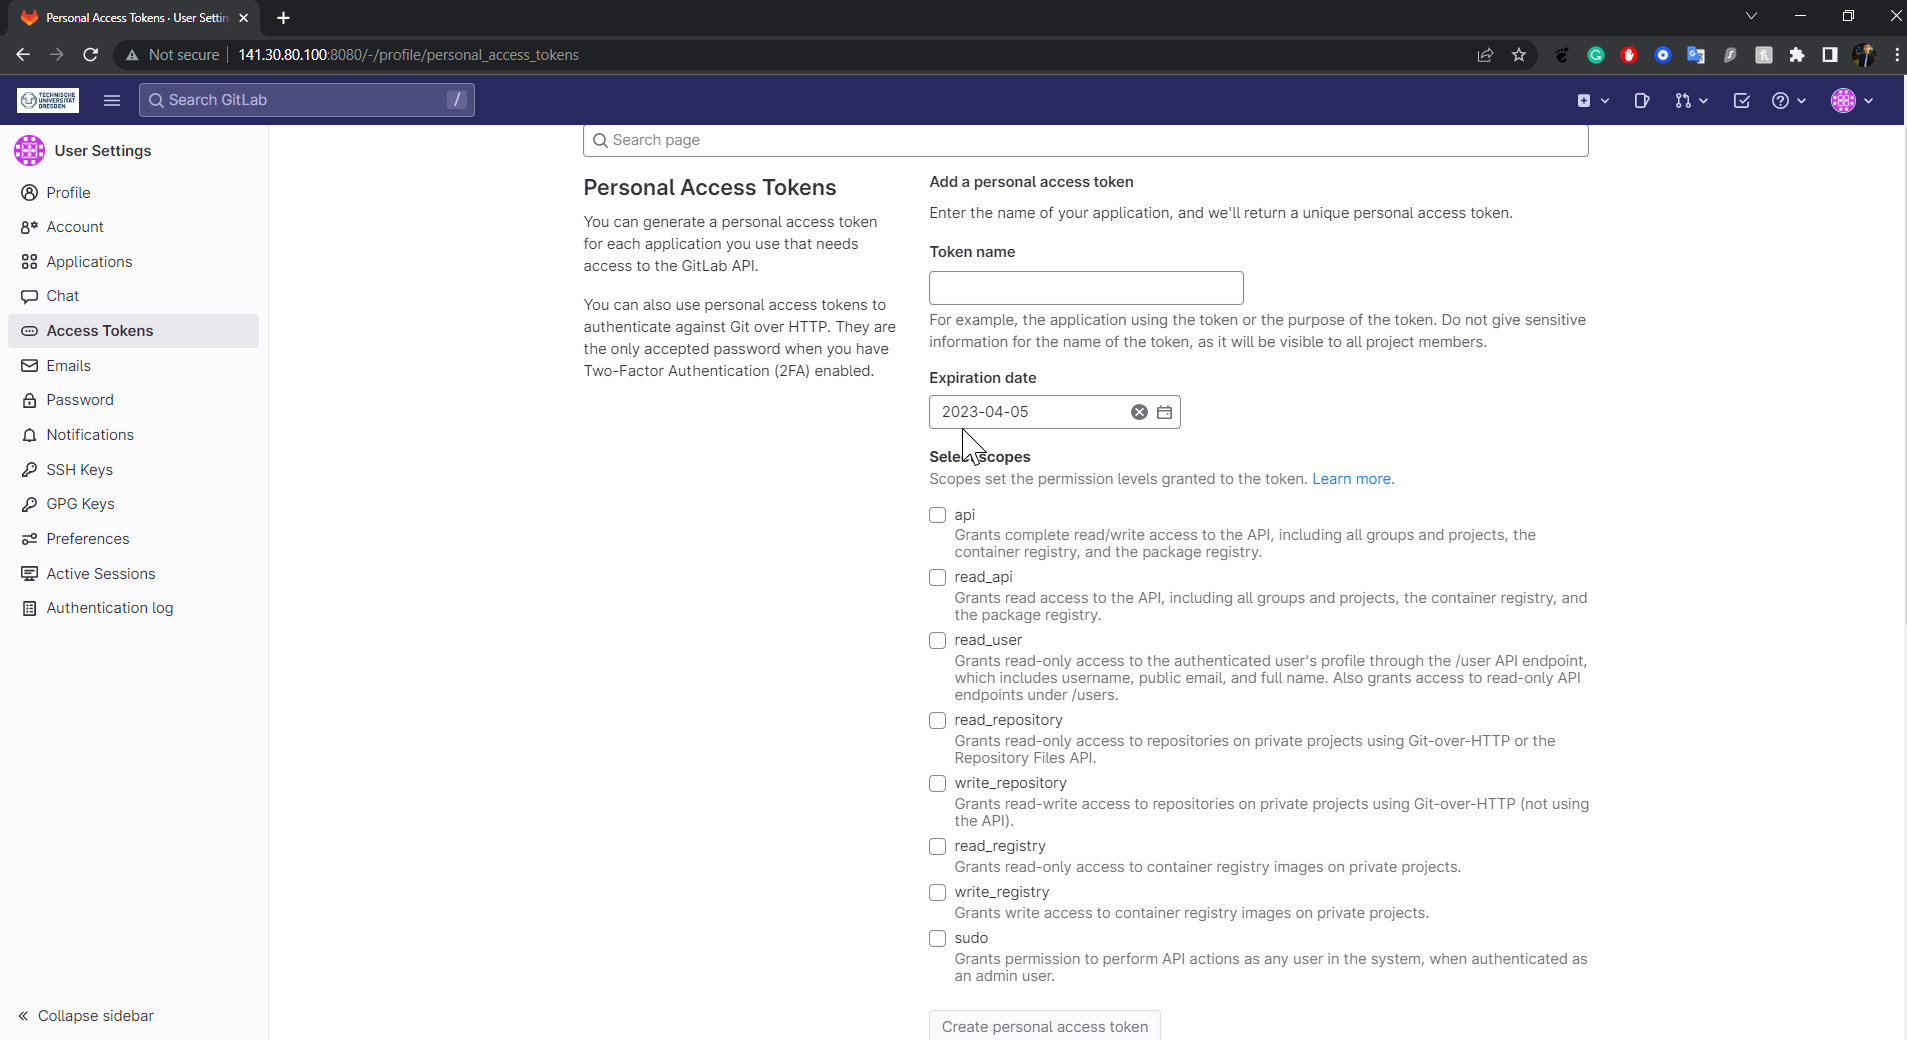 Personal Access Tokens · User Settin
Not secure
141.30.80.100:8080/-/profile/personal_access_tokens
TECHNISCHE
UNIVERSITÄT
DRESDEN
Search GitLab
/
User Settings
Profile
Account
Applications
Chat
Access Tokens
Emails
Password
Notifications
SSH Keys
GPG Keys
Preferences
Active Sessions
Authentication log
Collapse sidebar
Search page
Personal Access Tokens
You can generate a personal access token
for each application you use that needs
access to the GitLab API.
You can also use personal access tokens to
authenticate against Git over HTTP. They are
the only accepted password when you have
Two-Factor Authentication (2FA) enabled.
Add a personal access token
Enter the name of your application, and we'll return a unique personal access token.
Token name
For example, the application using the token or the purpose of the token. Do not give sensitive
information for the name of the token, as it will be visible to all project members.
Expiration date
2023-04-05
Select scopes
Scopes set the permission levels granted to the token. Learn more.
api
Grants complete read/write access to the API, including all groups and projects, the
container registry, and the package registry.
read_api
Grants read access to the API, including all groups and projects, the container registry, and
the package registry.
read_user
Grants read-only access to the authenticated user's profile through the /user API endpoint,
which includes username, public email, and full name. Also grants access to read-only API
endpoints under /users.
read_repository
Grants read-only access to repositories on private projects using Git-over-HTTP or the
Repository Files API.
write_repository
Grants read-write access to repositories on private projects using Git-over-HTTP (not using
the API).
read_registry
Grants read-only access to container registry images on private projects.
write_registry
Grants write access to container registry images on private projects.
sudo
Grants permission to perform API actions as any user in the system, when authenticated as
an admin user.
Create personal access token